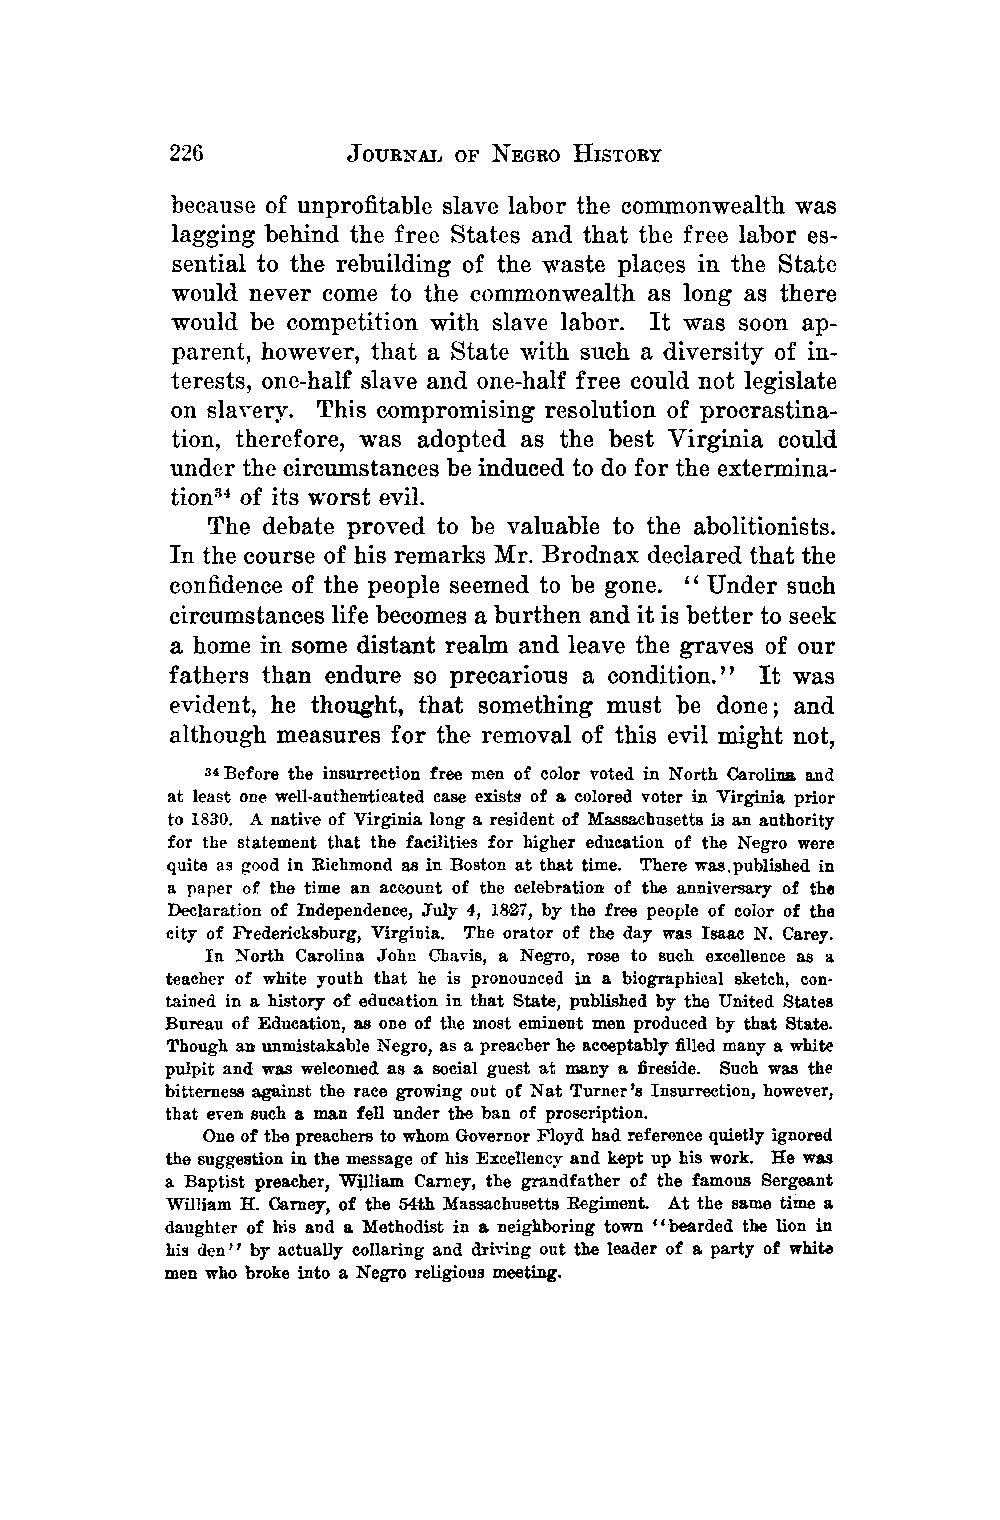 226 JOURNAL OF NEGRO HISTORY
because of unprofitable slave labor the commonwealth was
lagging behind the free States and that the free labor es-
sential to the rebuilding of the waste places in the State
would never come to the commonwealth as long as there
would be competition with slave labor. It was soon ap-
parent, however, that a State with such a diversity of in-
terests, one-half slave and one-half free could not legislate
on slavery. This compromising resolution of procrastina-
tion, therefore, was adopted as the best Virginia could
under the circumstances be induced to do for the extermina-
tion³⁴ of its worst evil.
The debate proved to be valuable to the abolitionists.
In the course of his remarks Mr. Brodnax declared that the
confidence of the people seemed to be gone. "Under such
circumstances life becomes a burthen and it is better to seek
a home in some distant realm and leave the graves of our
fathers than endure so precarious a condition." It was
evident, he thought, that something must be done; and
although measures for the removal of this evil might not,
³⁴ Before the insurrection free men of color voted in North Carolina and
at least one well-authenticated case exists of a colored voter in Virginia prior
to 1830. A native of Virginia long a resident of Massachusetts is an authority
for the statement that the facilities for higher education of the Negro were
quite as good in Richmond as in Boston at that time. There was published in
a paper of the time an account of the celebration of the anniversary of the
Declaration of Independence, July 4, 1827, by the free people of color of the
city of Fredericksburg, Virginia. The orator of the day was Isaac N. Carey.
In North Carolina John Chavis, a Negro, rose to such excellence as a
teacher of white youth that he is pronounced in a biographical sketch, con-
tained in a history of education in that State, published by the United States
Bureau of Education, as one of the most eminent men produced by that State.
Though an unmistakable Negro, as a preacher he acceptably filled many a white
pulpit and was welcomed as a social guest at many a fireside. Such was the
bitterness against the race growing out of Nat Turner's Insurrection, however,
that even such a man fell under the ban of proscription.
One of the preachers to whom Governor Floyd had reference quietly ignored
the suggestion in the message of his Excellency and kept up his work. He was
a Baptist preacher, William Carney, the grandfather of the famous Sergeant
William H. Carney, of the 54th Massachusetts Regiment. At the same time a
daughter of his and a Methodist in a neighboring town "bearded the lion in
his den" by actually collaring and driving out the leader of a party of white
men who broke into a Negro religious meeting.